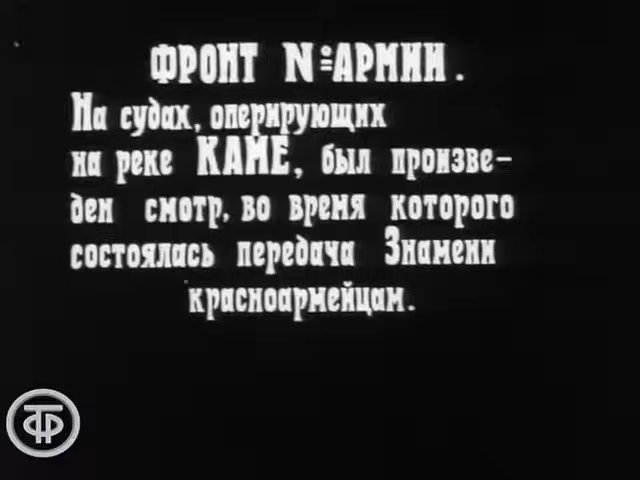 ФРОНТ № АРМИИ.
На судах, оперирующих
на реке КАМЕ, был произве-
ден смотр, во время которого
состоялась передача Знамени
красноармейцам.